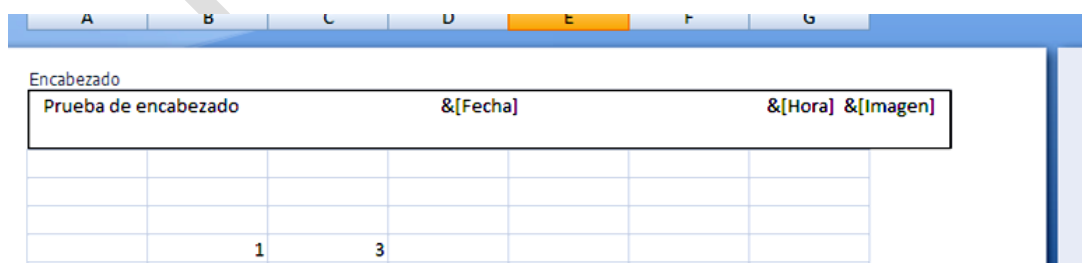 A B C D E F G
Encabezado
Prueba de encabezado &[Fecha] &[Hora] &[Imagen]
1 3